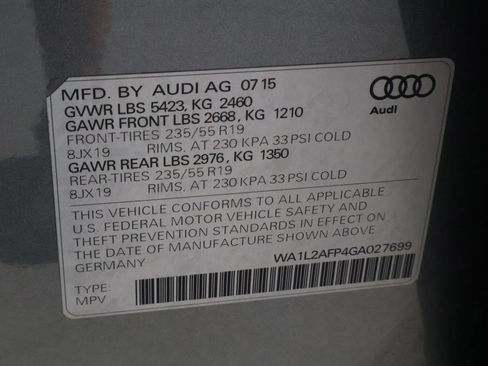 MFD. BY AUDI AG 07 15
GVWR LBS 5423, KG 2460
GAWR FRONT LBS 2668, KG 1210
FRONT-TIRES 235/55 R19
8JX19 RIMS, AT 230 KPA 33 PSI COLD
GAWR REAR LBS 2976, KG 1350
REAR-TIRES 235/55 R19
8JX19 RIMS, AT 230 KPA 33 PSI COLD
Audi
THIS VEHICLE CONFORMS TO ALL APPLICABLE
U.S. FEDERAL MOTOR VEHICLE SAFETY AND
THEFT PREVENTION STANDARDS IN EFFECT ON
THE DATE OF MANUFACTURE SHOWN ABOVE
GERMANY
WA1L2AFP4GA027699
TYPE:
MPV